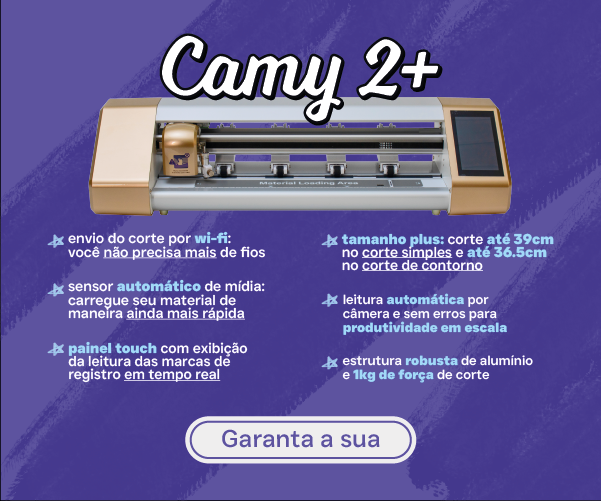 Camy 2+
Material Loading Area
envio do corte por wi-fi:
você não precisa mais de fios
sensor automático de mídia:
carregue seu material de
maneira ainda mais rápida
painel touch com exibição
da leitura das marcas de
registro em tempo real
tamanho plus: corte até 39cm
no corte simples e até 36.5cm
no corte de contorno
leitura automática por
câmera e sem erros para
produtividade em escala
estrutura robusta de alumínio
e 1kg de força de corte
Garanta a sua